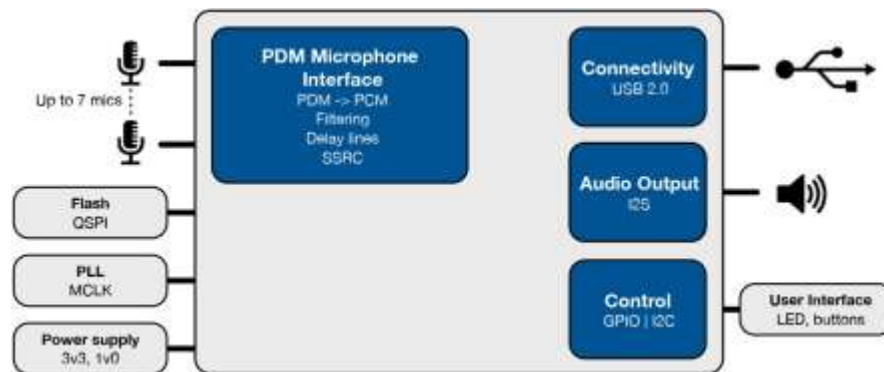 Up to 7 mics
Flash
QSPI
PLL
MCLK
Power supply
3v3, 1v0
PDM Microphone
Interface
PDM -> PCM
Filtering
Delay lines
SSRC
Connectivity
USB 2.0
Audio Output
I2S
Control
GPIO | I2C
User Interface
LED, buttons